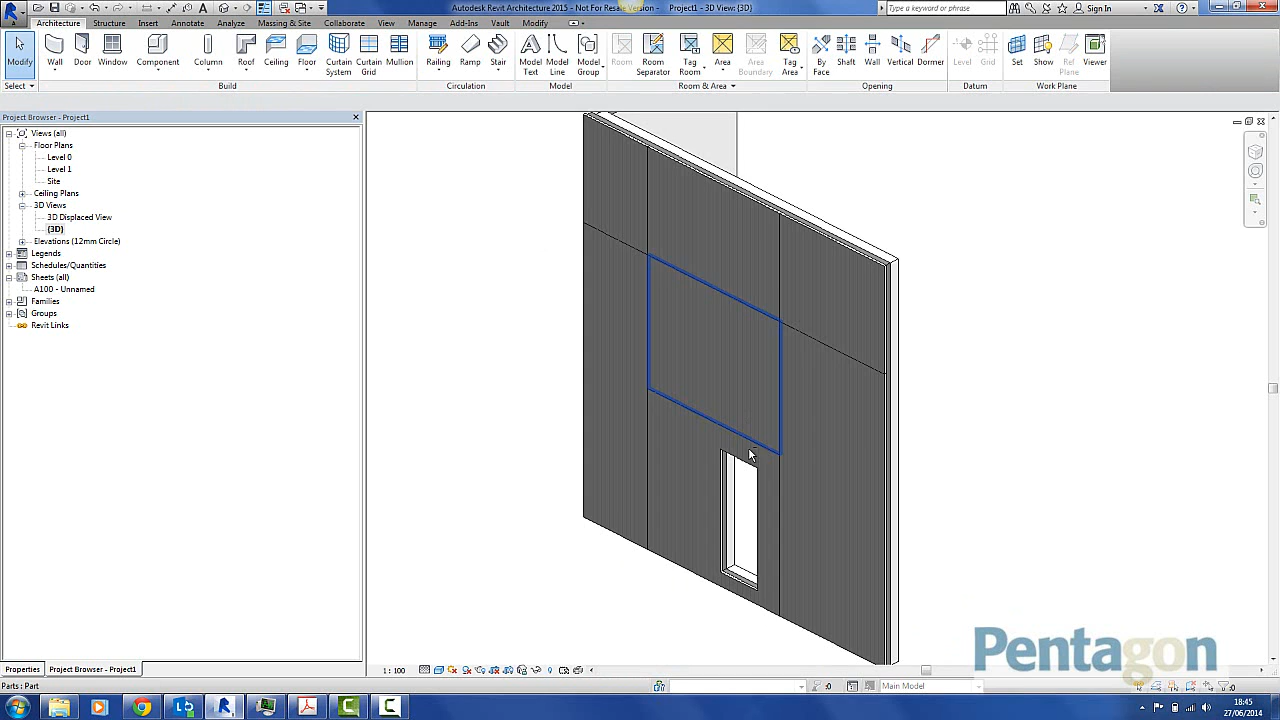 Autodesk Revit Architecture 2015 - Not For Resale Version - Project1 - 3D View: {3D}
Type a keyword or phrase
Sign In
Architecture Structure Insert Annotate Analyze Massing & Site Collaborate View Manage Add-Ins Vault Modify
Modify Wall Door Window Component Column Roof Ceiling Floor Curtain System Curtain Grid Mullion Railing Ramp Stair Model Text Model Line Model Group Room Room Separator Tag Room Area Area Boundary Tag Area By Face Shaft Wall Vertical Dormer Level Grid Set Show Ref Plane Viewer
Select Build Circulation Model Room & Area Opening Datum Work Plane
Project Browser - Project1
Views (all)
Floor Plans
Level 0
Level 1
Site
Ceiling Plans
3D Views
3D Displayed View
{3D}
Elevations (12mm Circle)
Legends
Schedules/Quantities
Sheets (all)
A100 - Unnamed
Families
Groups
Revit Links
Pentagon
Properties Project Browser - Project1
1 : 100
Parts : Part
:0
Main Model
:0
18:45
27/06/2014